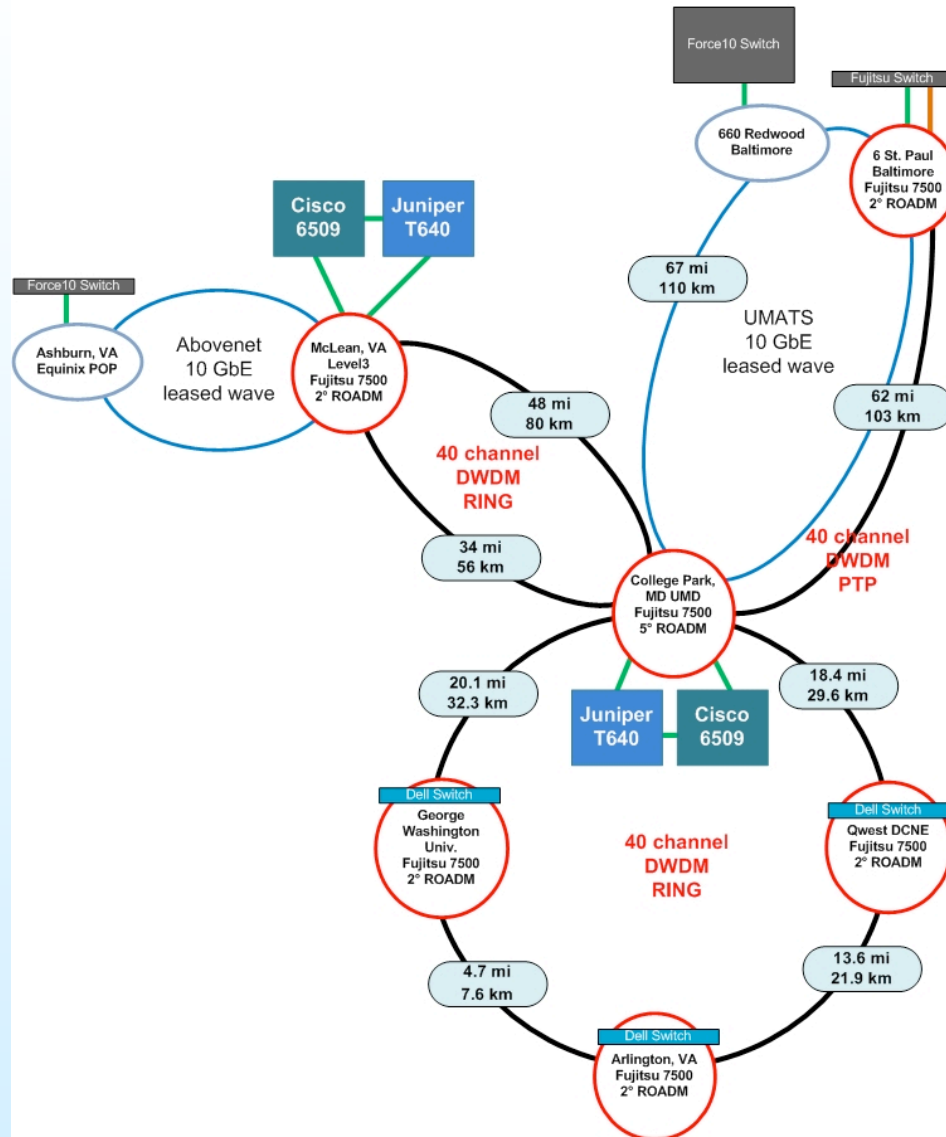 Force10 Switch
Fujitsu Switch
660 Redwood
Baltimore
6 St. Paul
Baltimore
Fujitsu 7500
2° ROADM
Cisco
6509
Juniper
T640
Force10 Switch
Ashburn, VA
Equinix POP
Abovenet
10 GbE
leased wave
McLean, VA
Level3
Fujitsu 7500
2° ROADM
67 mi
110 km
UMATS
10 GbE
leased wave
48 mi
80 km
62 mi
103 km
40 channel
DWDM
RING
34 mi
56 km
40 channel
DWDM
PTP
College Park,
MD UMD
Fujitsu 7500
5° ROADM
20.1 mi
32.3 km
18.4 mi
29.6 km
Juniper
T640
Cisco
6509
Dell Switch
George
Washington
Univ.
Fujitsu 7500
2° ROADM
40 channel
DWDM
RING
Dell Switch
Qwest DCNE
Fujitsu 7500
2° ROADM
4.7 mi
7.6 km
13.6 mi
21.9 km
Dell Switch
Arlington, VA
Fujitsu 7500
2° ROADM